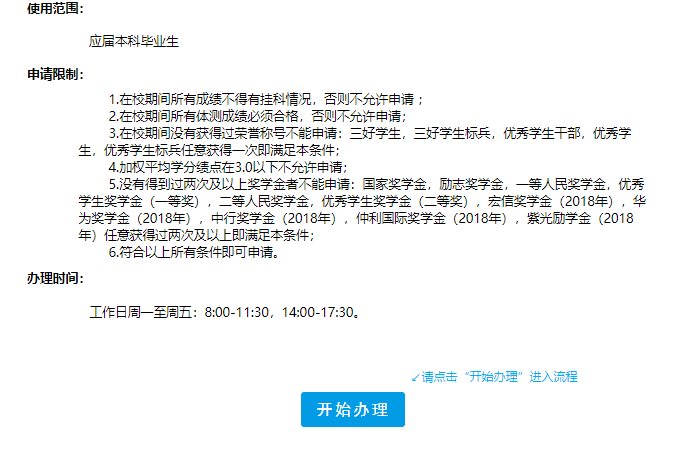 使用范围：
应届本科毕业生
申请限制：
1.在校期间所有成绩不得有挂科情况，否则不允许申请；
2.在校期间所有体测成绩必须合格，否则不允许申请；
3.在校期间没有获得过荣誉称号不能申请：三好学生，三好学生标兵，优秀学生干部，优秀学
生，优秀学生标兵任意获得一次即满足本条件；
4.加权平均学分绩点在3.0以下不允许申请；
5.没有得到过两次及以上奖学金者不能申请：国家奖学金，励志奖学金，一等人民奖学金，优秀
学生奖学金（一等奖），二等人民奖学金，优秀学生奖学金（二等奖），宏信奖学金（2018年），华
为奖学金（2018年），中行奖学金（2018年），仲利国际奖学金（2018年），紫光励学金（2018
年）任意获得过两次及以上即满足本条件；
6.符合以上所有条件即可申请。
办理时间：
工作日周一至周五：8:00-11:30，14:00-17:30。
↙请点击“开始办理”进入流程
开始办理